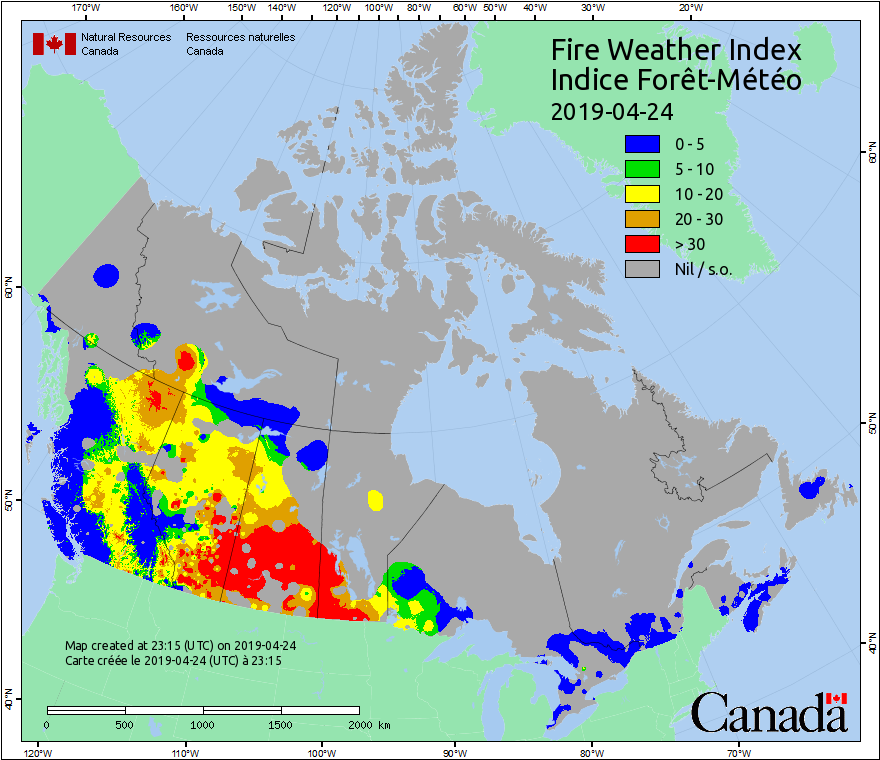 170°W 160°W 150°W 140°W 130°W 120°W 110°W 100°W 90°W 80°W 60°W 50°W 40°W 30°W 20°W
Natural Resources Ressources naturelles
Canada Canada
Fire Weather Index
Indice Forêt-Météo
2019-04-24
0 - 5
5 - 10
10 - 20
20 - 30
> 30
Nil / s.o.
60°N
60°N
50°N
50°N
40°N
40°N
Map created at 23:15 (UTC) on 2019-04-24
Carte créée le 2019-04-24 (UTC) à 23:15
0 500 1000 1500 2000 km
Canada
120°W 110°W 100°W 90°W 80°W 70°W